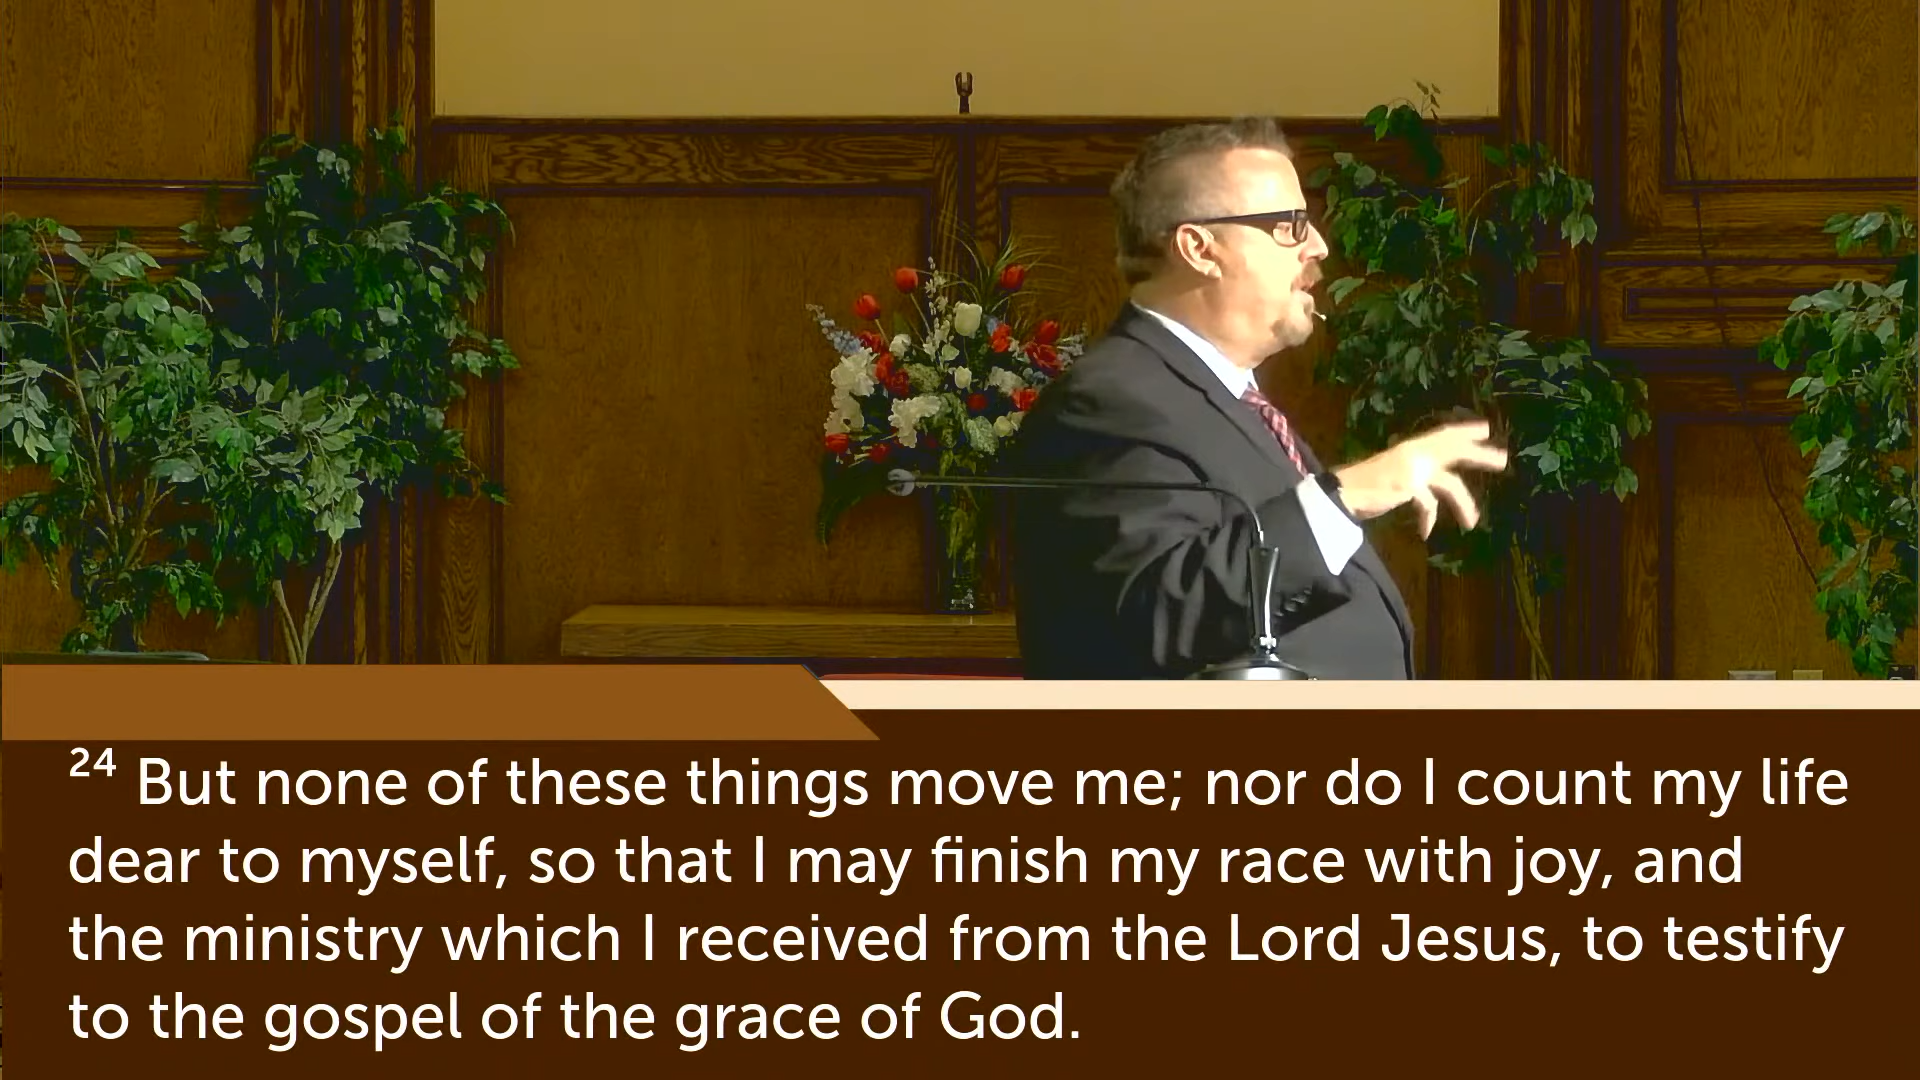 24 But none of these things move me; nor do I count my life
dear to myself, so that I may finish my race with joy, and
the ministry which I received from the Lord Jesus, to testify
to the gospel of the grace of God.